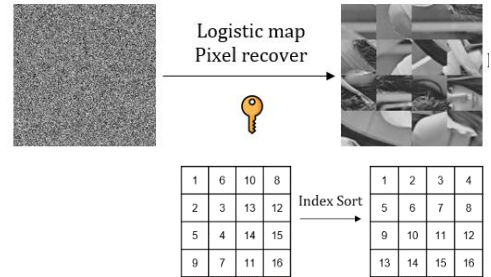 Logistic map
Pixel recover
1 6 10 8
2 3 13 12
5 4 14 15
9 7 11 16
Index Sort
1 2 3 4
5 6 7 8
9 10 11 12
13 14 15 16